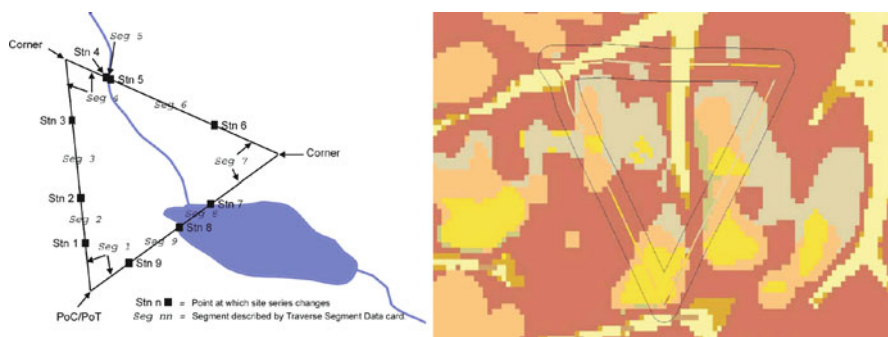 Corner
Stn 4
Seg 5
Stn 5
Seg 4
Seg 6
Stn 3
Stn 6
Seg 3
Seg 7
Corner
Stn 2
Stn 7
Seg 2
Seg 8
Stn 8
Stn 1
Seg 1
Seg 9
Stn 9
PoC/PoT
Stn n ■ = Point at which site series changes
Seg nn = Segment described by Traverse Segment Data card.